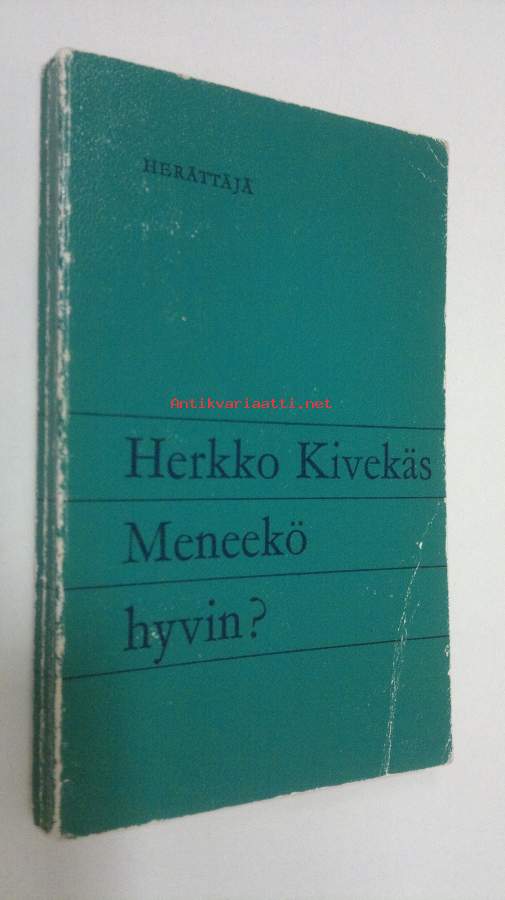 HERÄTTÄJÄ
Antikvariaatti.net
Herkko Kivekäs
Meneekö
hyvin?